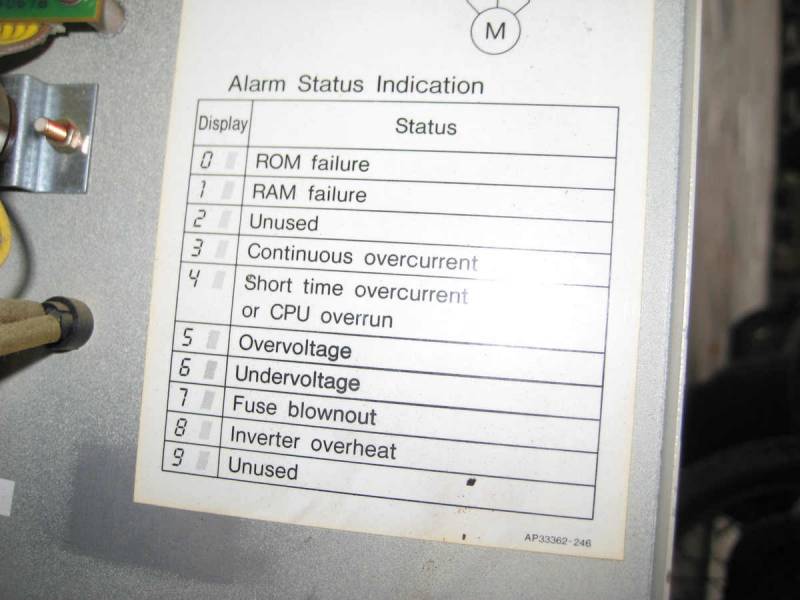 M
Alarm Status Indication
Display Status
0 ROM failure
1 RAM failure
2 Unused
3 Continuous overcurrent
4 Short time overcurrent
or CPU overrun
5 Overvoltage
6 Undervoltage
7 Fuse blownout
8 Inverter overheat
9 Unused
AP33362-246